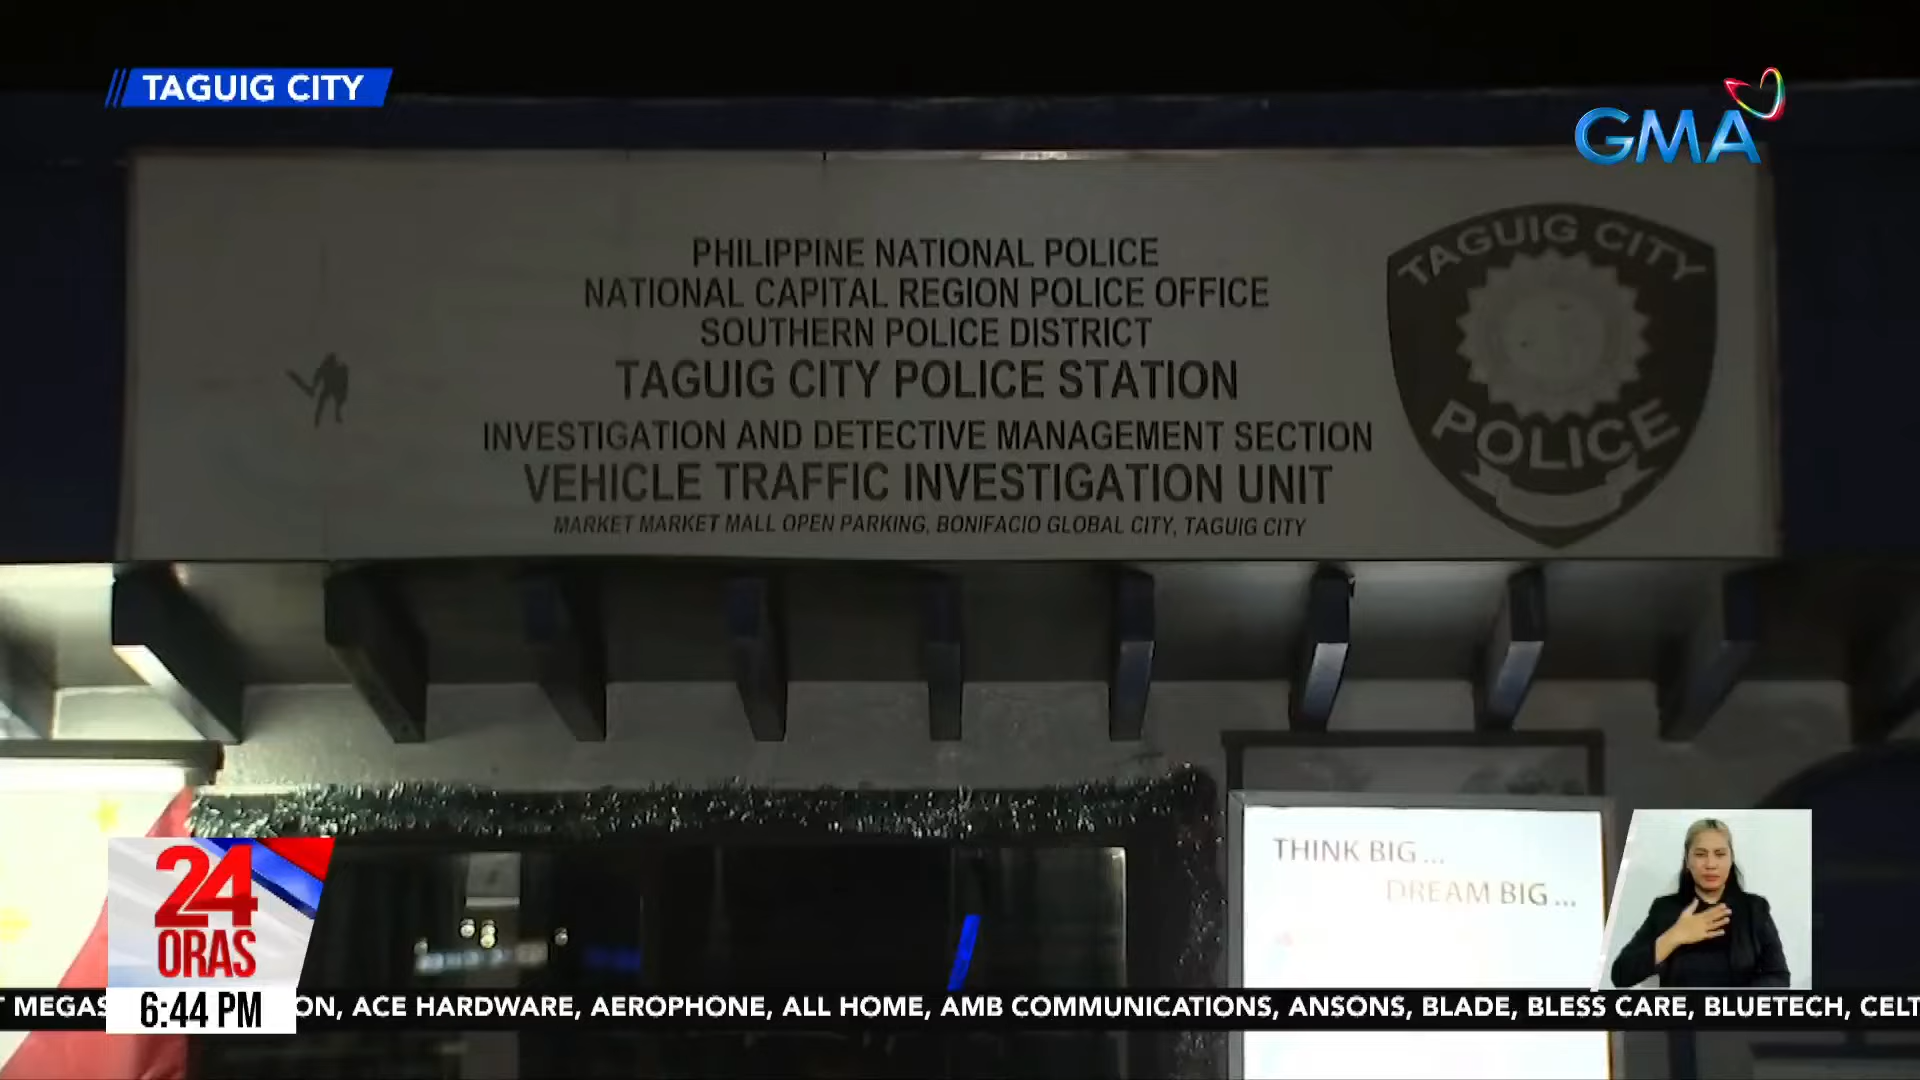 TAGUIG CITY
GMA
PHILIPPINE NATIONAL POLICE
NATIONAL CAPITAL REGION POLICE OFFICE
SOUTHERN POLICE DISTRICT
TAGUIG CITY POLICE STATION
INVESTIGATION AND DETECTIVE MANAGEMENT SECTION
VEHICLE TRAFFIC INVESTIGATION UNIT
MARKET MARKET MALL OPEN PARKING, BONIFACIO GLOBAL CITY, TAGUIG CITY
TAGUIG CITY
POLICE
THINK BIG...
DREAM BIG...
24
ORAS
6:44 PM
T MEGAS ON, ACE HARDWARE, AEROPHONE, ALL HOME, AMB COMMUNICATIONS, ANSONS, BLADE, BLESS CARE, BLUETECH, CELT